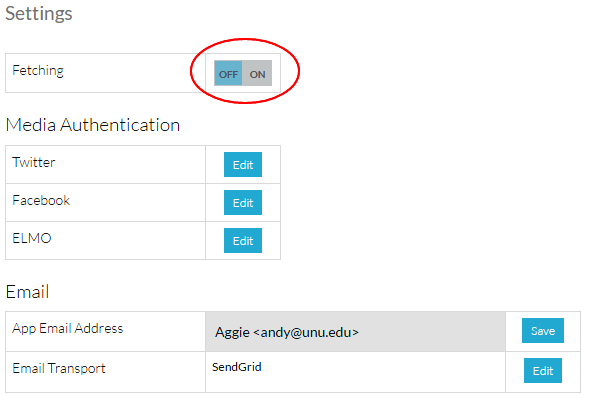 Settings
Fetching OFF ON
Media Authentication
Twitter Edit
Facebook Edit
ELMO Edit
Email
App Email Address Aggie <andy@unu.edu> Save
Email Transport SendGrid Edit